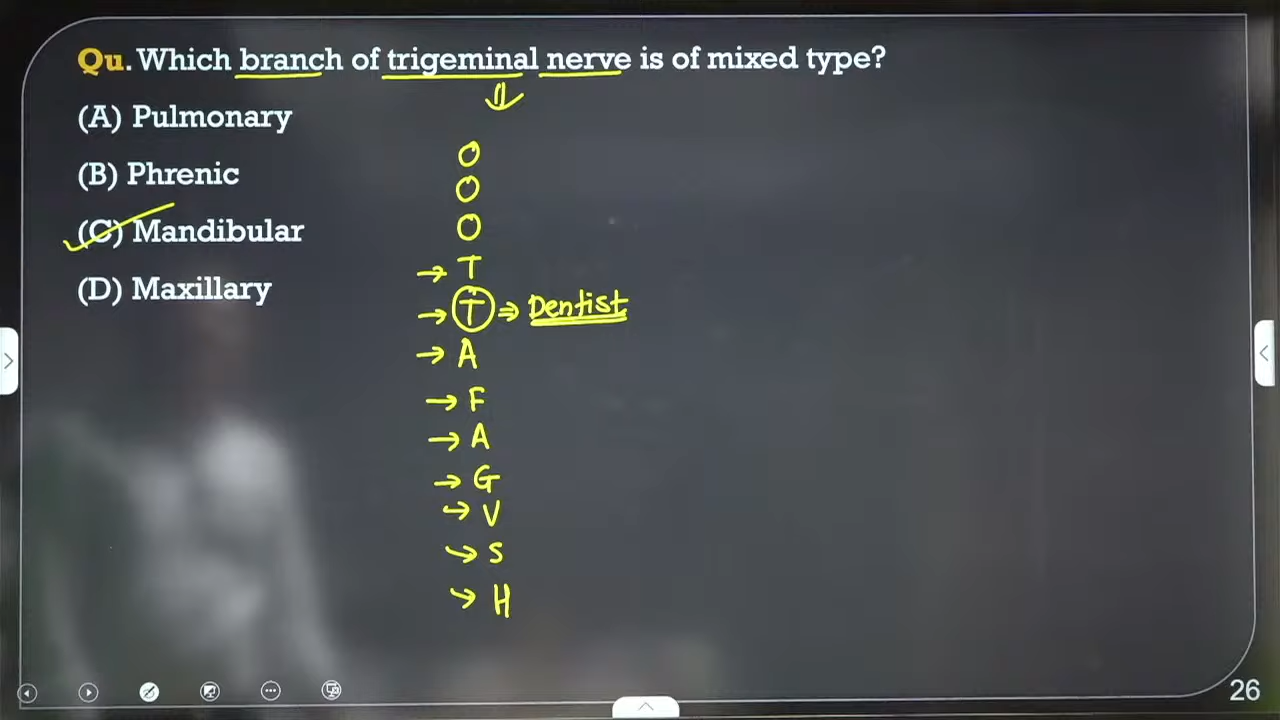 Qu. Which branch of trigeminal nerve is of mixed type?
(A) Pulmonary
(B) Phrenic
(C) Mandibular
(D) Maxillary
O
O
O
→ T
→ T ⇒ Dentist
→ A
→ F
→ A
→ G
→ V
→ S
→ H
26